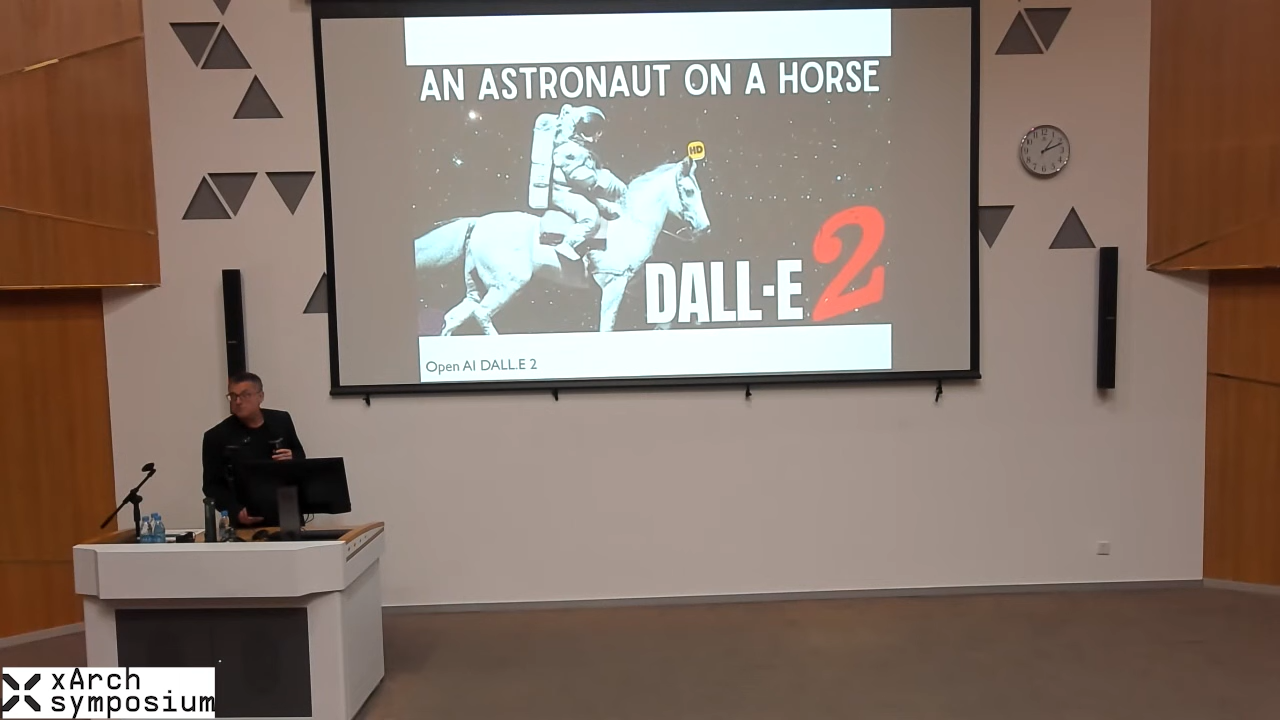 AN ASTRONAUT ON A HORSE
HD
DALL·E 2
Open AI DALL.E 2
xArch
symposium